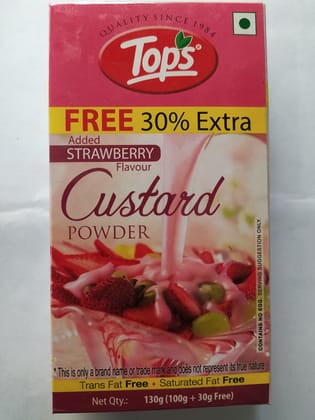 QUALITY SINCE 1984
Tops®
FREE 30% Extra
Added
STRAWBERRY
Flavour
Custard
POWDER
CONTAINS NO EGG. SERVING SUGGESTION ONLY.
* This is only a brand name or trade mark and does not represent its true nature
Trans Fat Free • Saturated Fat Free
Net Qty.: 130g (100g + 30g Free)